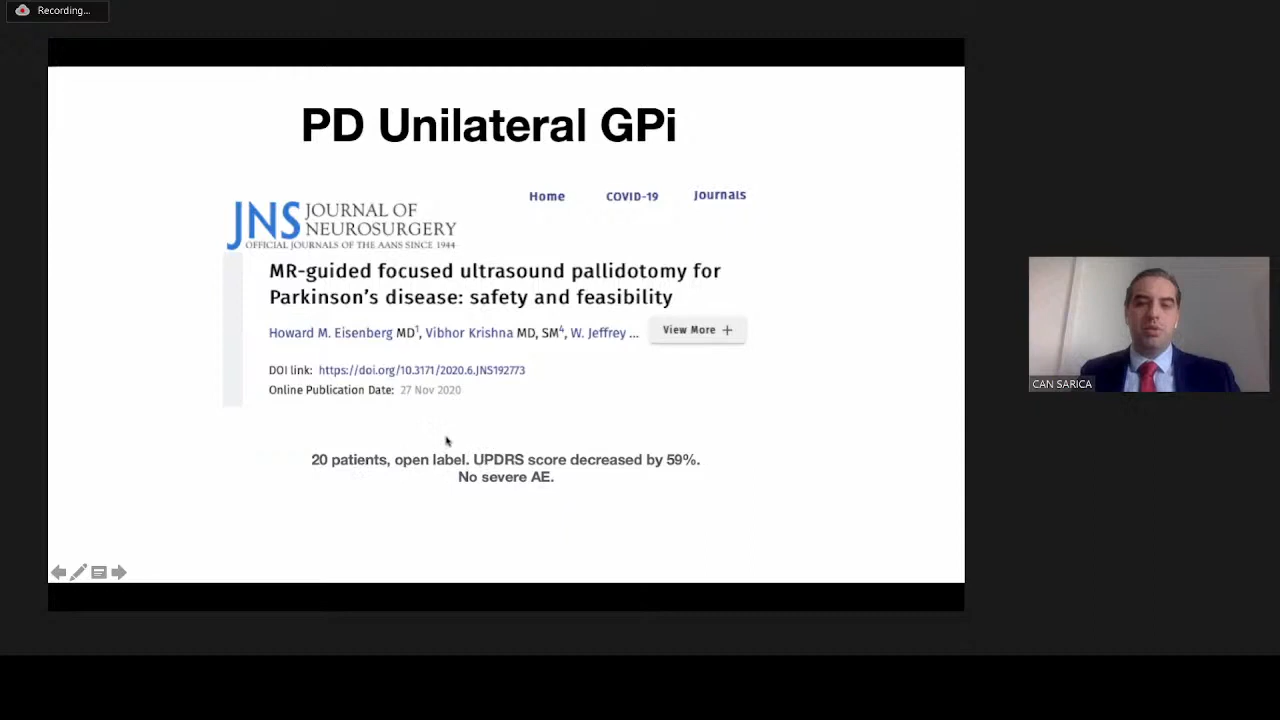 Recording...
PD Unilateral GPi
Home COVID-19 Journals
JNS JOURNAL OF
NEUROSURGERY
OFFICIAL JOURNALS OF THE AANS SINCE 1944
MR-guided focused ultrasound pallidotomy for
Parkinson's disease: safety and feasibility
Howard M. Eisenberg MD1, Vibhor Krishna MD, SM4, W. Jeffrey ... View More +
DOI link: https://doi.org/10.3171/2020.6.JNS192773
Online Publication Date: 27 Nov 2020
20 patients, open label. UPDRS score decreased by 59%.
No severe AE.
CAN SARICA